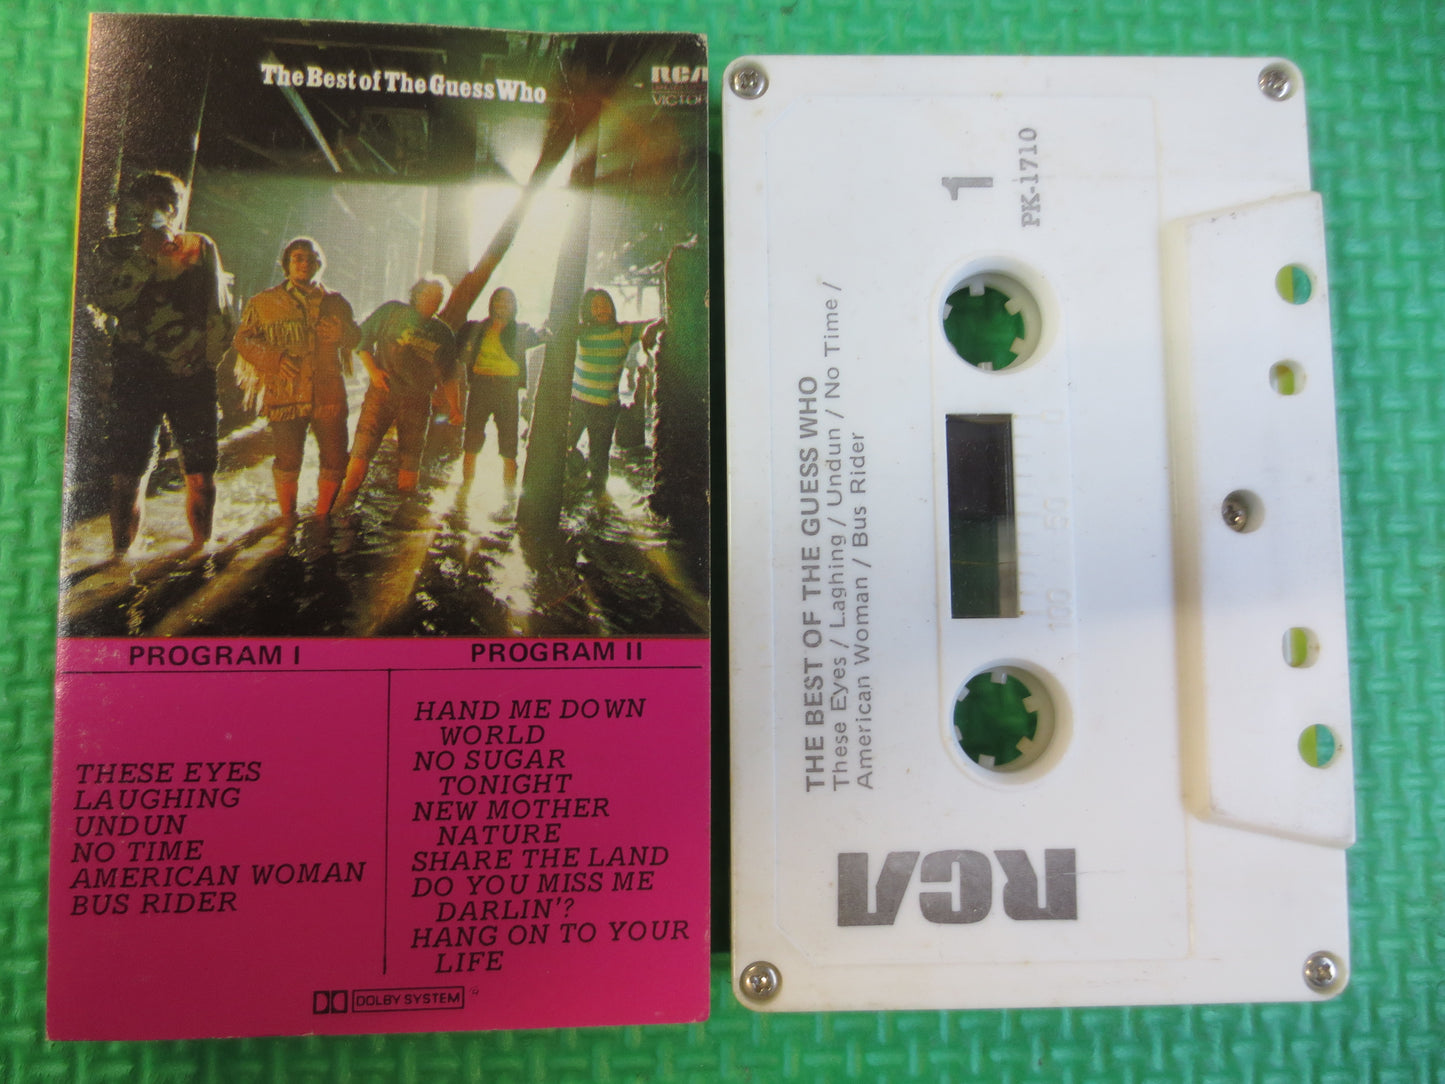 The Best of The Guess Who
RCA
VICTOR
PROGRAM I
THESE EYES
LAUGHING
UNDUN
NO TIME
AMERICAN WOMAN
BUS RIDER
PROGRAM II
HAND ME DOWN
WORLD
NO SUGAR
TONIGHT
NEW MOTHER
NATURE
SHARE THE LAND
DO YOU MISS ME
DARLIN'?
HANG ON TO YOUR
LIFE
DOLBY SYSTEM
1
PK-1710
THE BEST OF THE GUESS WHO
These Eyes / Laghing / Undun / No Time /
American Woman / Bus Rider
100 50 0
RCA